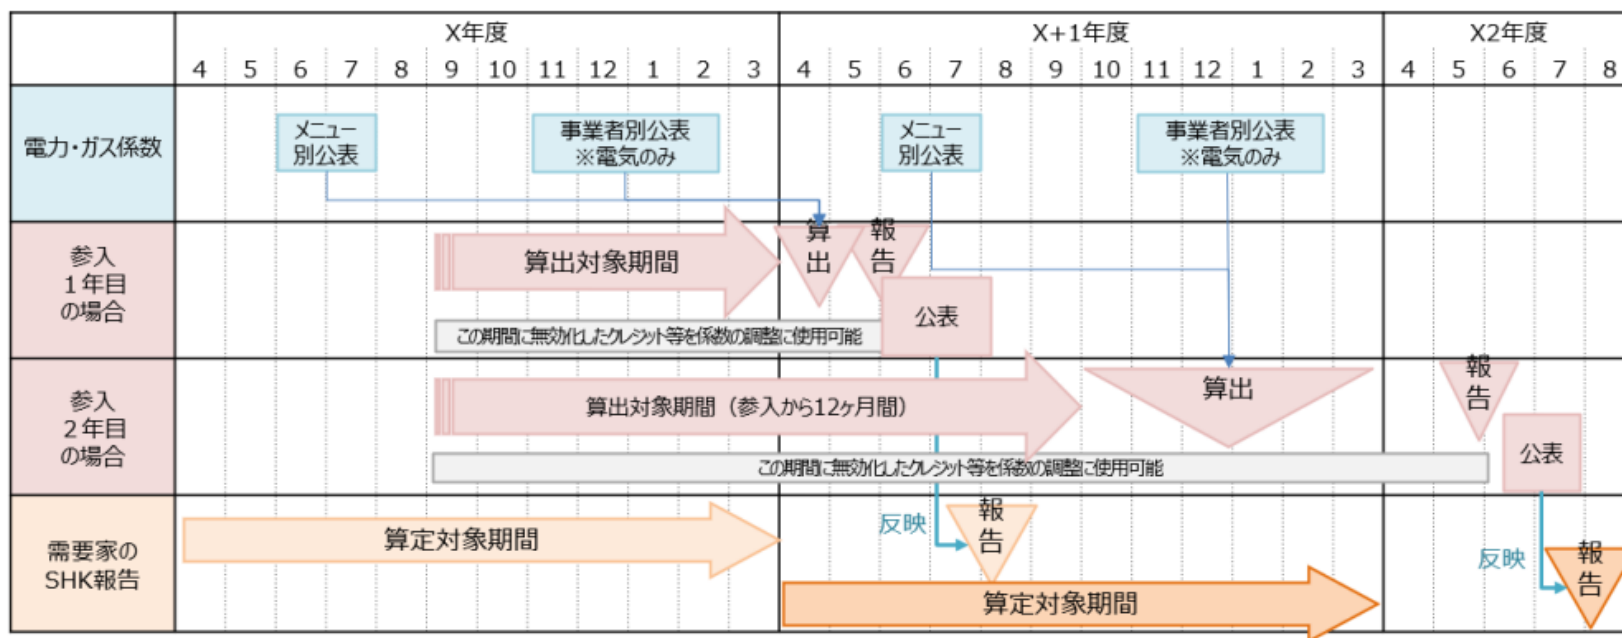 X年度
X+1年度
X2年度
4 5 6 7 8 9 10 11 12 1 2 3 4 5 6 7 8 9 10 11 12 1 2 3 4 5 6 7 8
電力・ガス係数
メニュー
別公表
事業者別公表
※電気のみ
メニュー
別公表
事業者別公表
※電気のみ
参入
１年目
の場合
算出対象期間
算
出
報
告
公表
この期間に無効化したクレジット等を係数の調整に使用可能
参入
２年目
の場合
算出対象期間（参入から12ヶ月間）
算出
報
告
公表
この期間に無効化したクレジット等を係数の調整に使用可能
需要家の
SHK報告
算定対象期間
反映
報
告
算定対象期間
反映
報
告